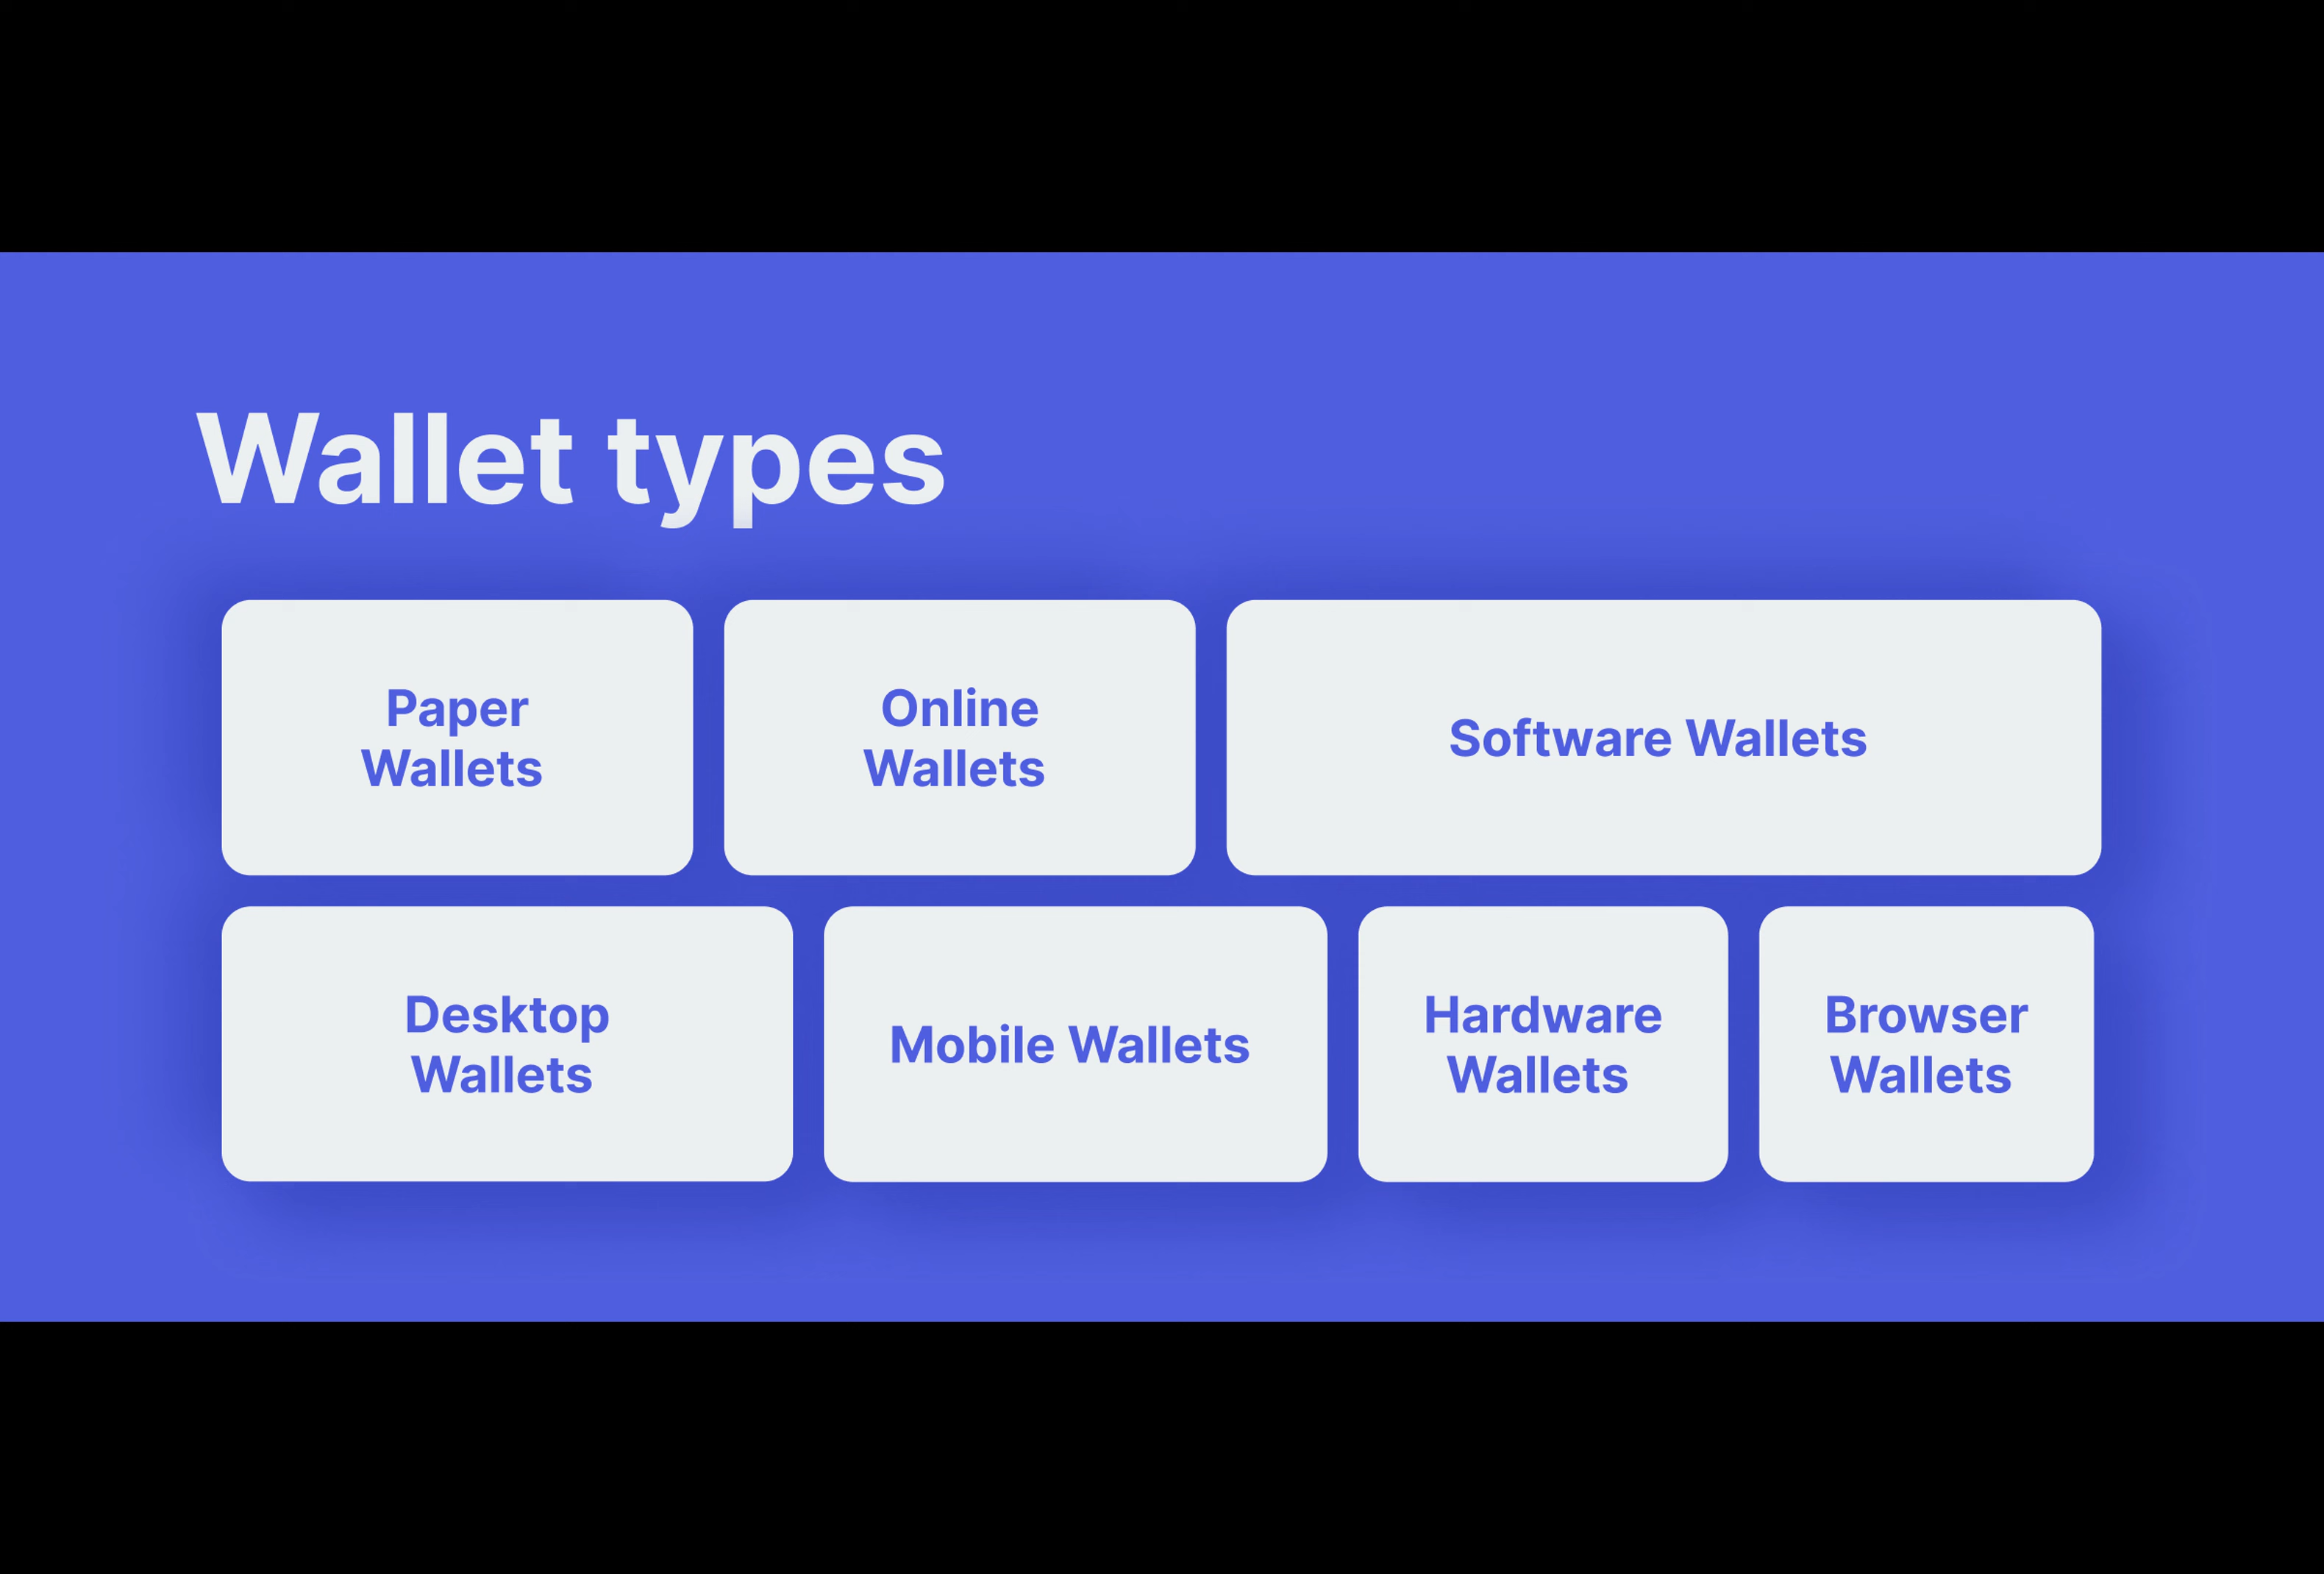 Wallet types
Paper
Wallets
Online
Wallets
Software Wallets
Desktop
Wallets
Mobile Wallets
Hardware
Wallets
Browser
Wallets